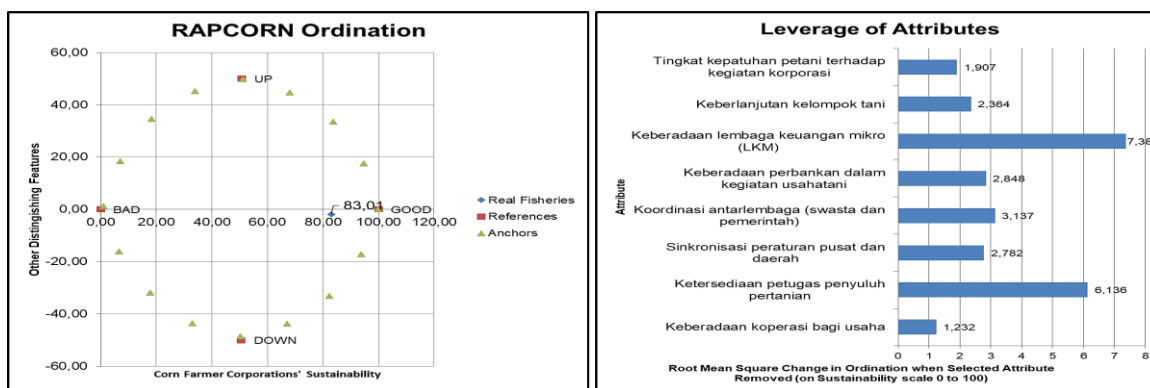 RAPCORN Ordination
60,00
40,00
20,00
0,00
-20,00
-40,00
-60,00
Other Distingishing Features
UP
BAD
83,01
GOOD
DOWN
0,00 20,00 40,00 60,00 80,00 100,00 120,00
Corn Farmer Corporations' Sustainability
Real Fisheries
References
Anchors
Leverage of Attributes
Attribute
Tingkat kepatuhan petani terhadap
kegiatan korporasi
1,907
Keberlanjutan kelompok tani
2,364
Keberadaan lembaga keuangan mikro
(LKM)
7,38
Keberadaan perbankan dalam
kegiatan usahatani
2,848
Koordinasi antarlembaga (swasta dan
pemerintah)
3,137
Sinkronisasi peraturan pusat dan
daerah
2,782
Ketersediaan petugas penyuluh
pertanian
6,136
Keberadaan koperasi bagi usaha
1,232
0 1 2 3 4 5 6 7 8
Root Mean Square Change in Ordination when Selected Attribute
Removed (on Sustainability scale 0 to 100)